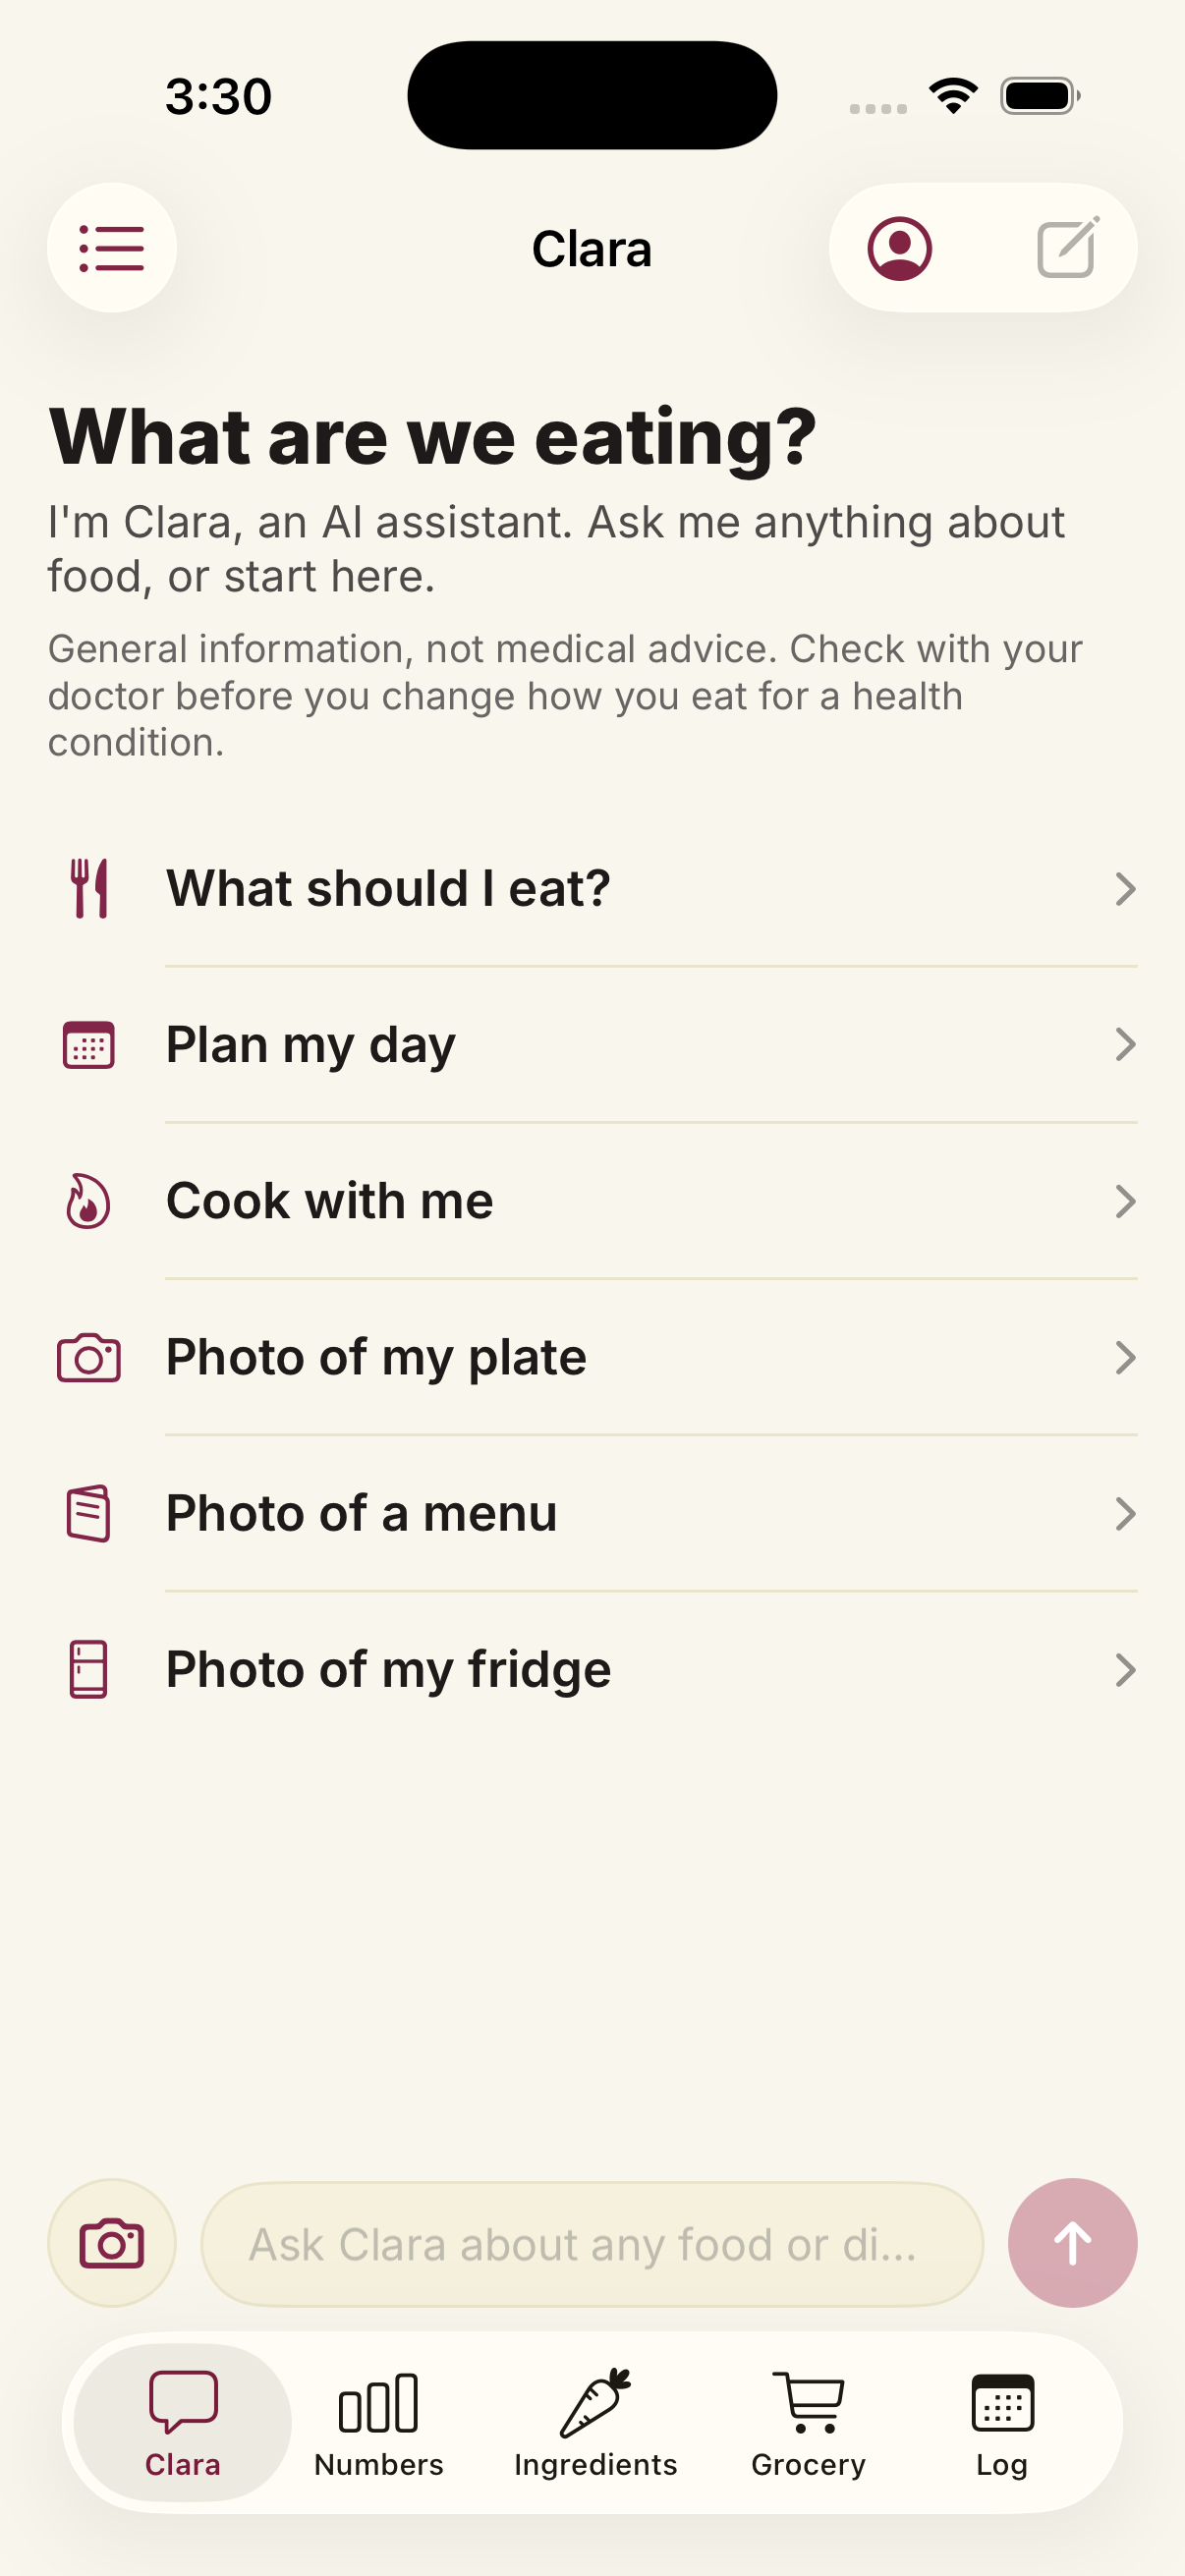 3:30
Clara
What are we eating?
I'm Clara, an AI assistant. Ask me anything about
food, or start here.
General information, not medical advice. Check with your
doctor before you change how you eat for a health
condition.
What should I eat?
Plan my day
Cook with me
Photo of my plate
Photo of a menu
Photo of my fridge
Ask Clara about any food or di...
Clara
Numbers
Ingredients
Grocery
Log